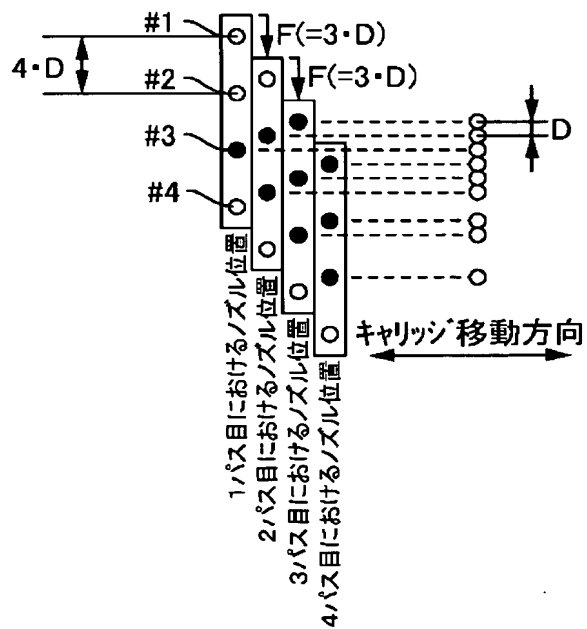 #1
F(=3・D)
4・D
F(=3・D)
#2
D
#3
#4
キャリッジ移動方向
1パス目におけるノズル位置
2パス目におけるノズル位置
3パス目におけるノズル位置
4パス目におけるノズル位置